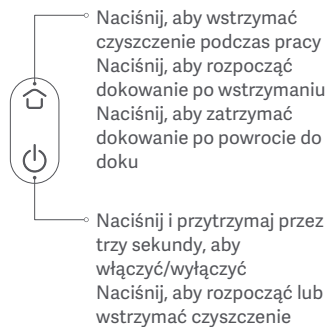 Naciśnij, aby wstrzymać
czyszczenie podczas pracy
Naciśnij, aby rozpocząć
dokowanie po wstrzymaniu
Naciśnij, aby zatrzymać
dokowanie po powrocie do
doku
Naciśnij i przytrzymaj przez
trzy sekundy, aby
włączyć/wyłączyć
Naciśnij, aby rozpocząć lub
wstrzymać czyszczenie